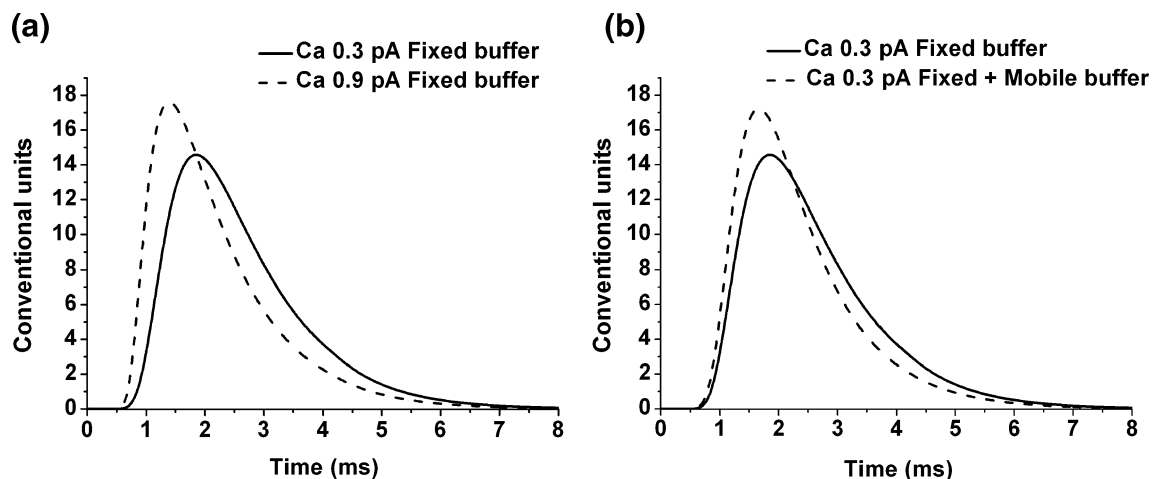 (a)
Ca 0.3 pA Fixed buffer
Ca 0.9 pA Fixed buffer
Conventional units
18
16
14
12
10
8
6
4
2
0
0 1 2 3 4 5 6 7 8
Time (ms)
(b)
Ca 0.3 pA Fixed buffer
Ca 0.3 pA Fixed + Mobile buffer
Conventional units
18
16
14
12
10
8
6
4
2
0
0 1 2 3 4 5 6 7 8
Time (ms)